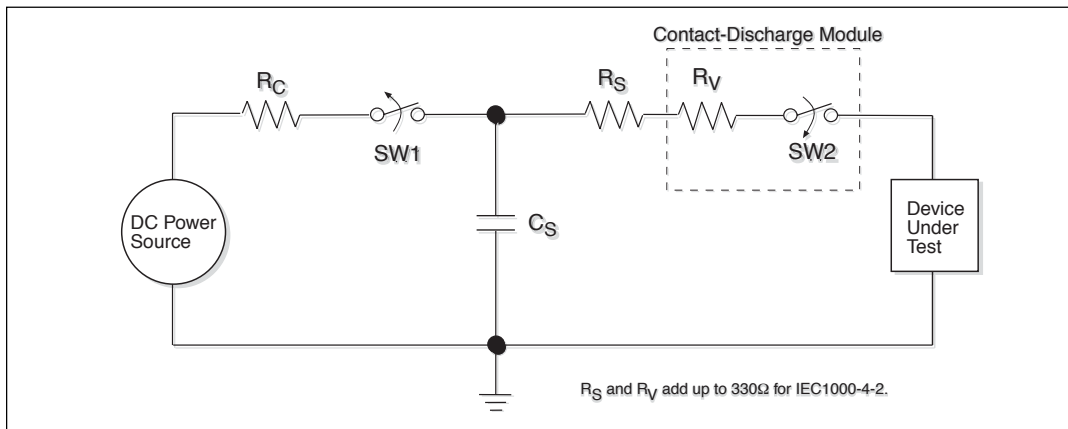 Contact-Discharge Module
RC
RS
RV
SW1
SW2
DC Power
Source
CS
Device
Under
Test
RS and RV add up to 330Ω for IEC1000-4-2.